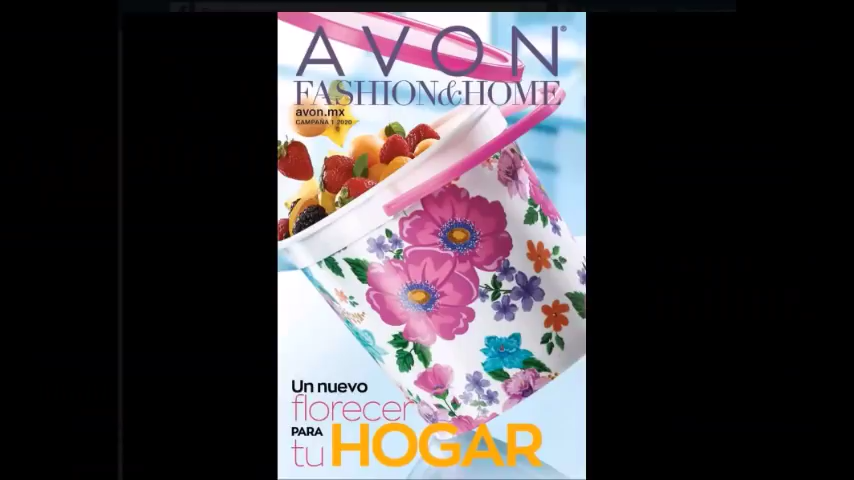 AVON®
FASHION&HOME
avon.mx
CAMPAÑA 1 2020
Un nuevo
florecer
PARA
tu HOGAR